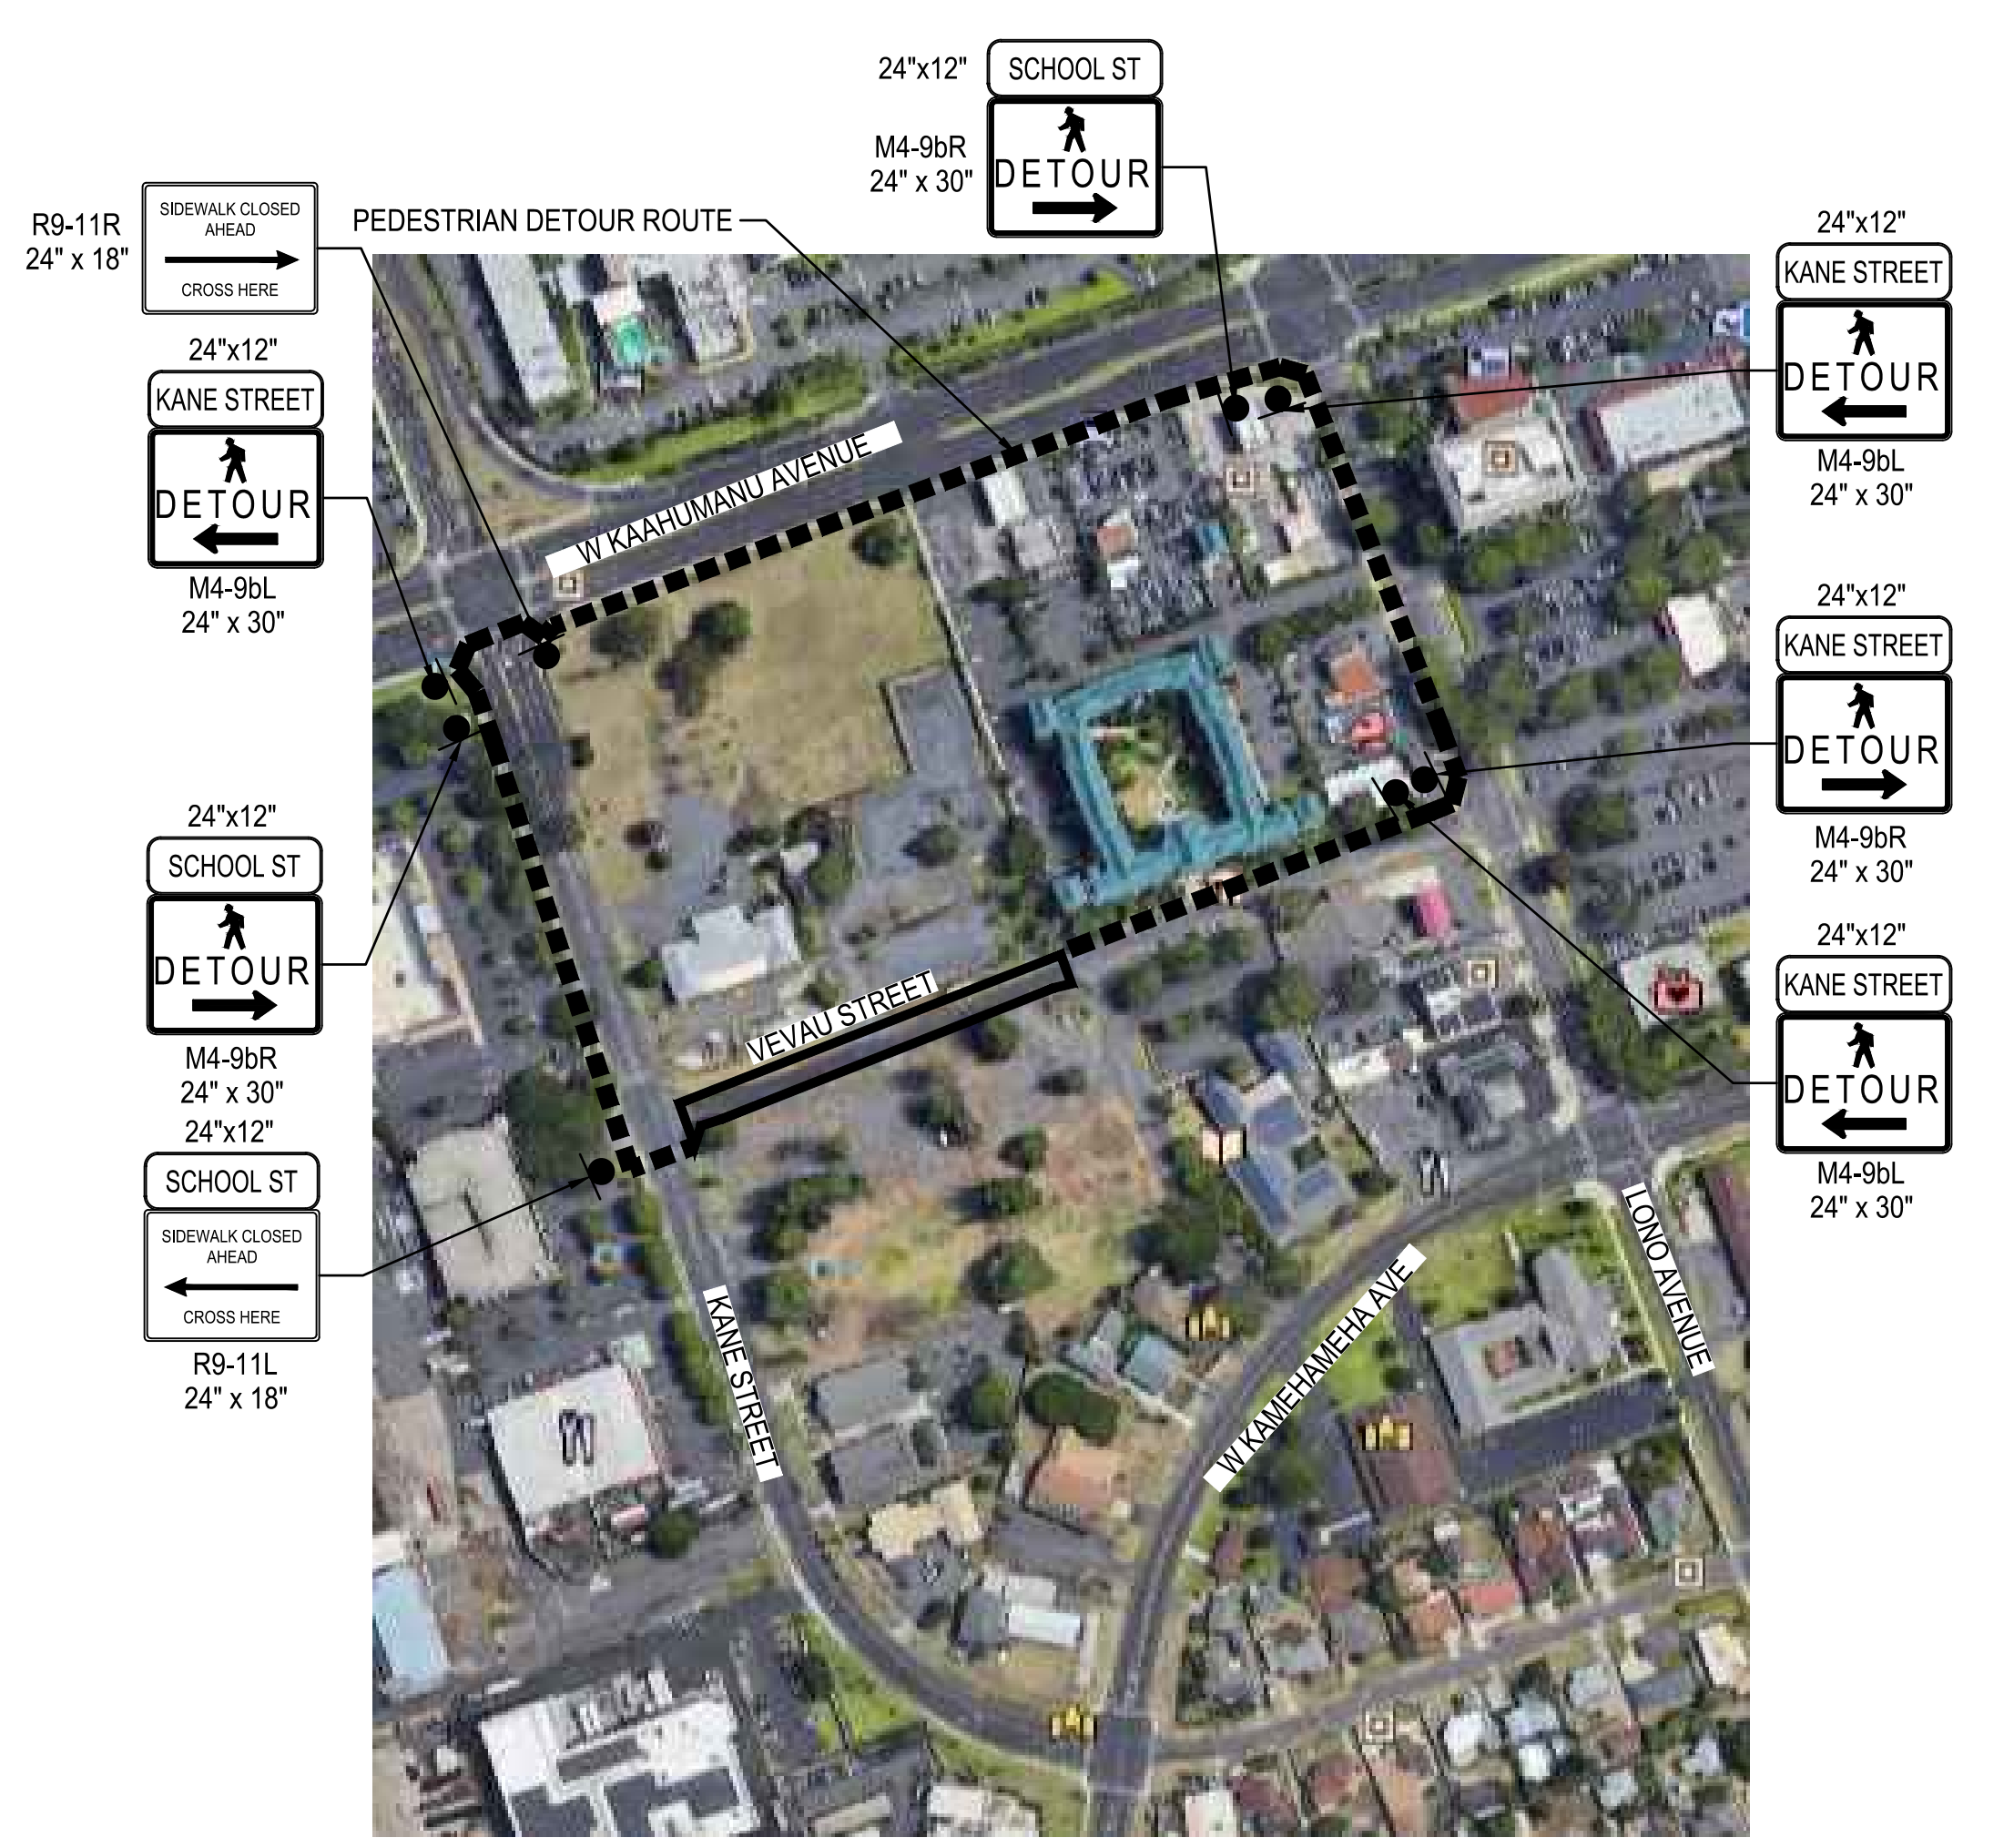 24"x12"
SCHOOL ST
M4-9bR
24" x 30"
DETOUR
R9-11R
24" x 18"
SIDEWALK CLOSED
AHEAD
CROSS HERE
PEDESTRIAN DETOUR ROUTE
24"x12"
KANE STREET
DETOUR
M4-9bL
24" x 30"
24"x12"
KANE STREET
DETOUR
M4-9bL
24" x 30"
W KAAHUMANU AVENUE
24"x12"
KANE STREET
DETOUR
M4-9bR
24" x 30"
24"x12"
SCHOOL ST
DETOUR
M4-9bR
24" x 30"
24"x12"
KANE STREET
DETOUR
M4-9bL
24" x 30"
VEVAU STREET
24"x12"
SCHOOL ST
SIDEWALK CLOSED
AHEAD
CROSS HERE
R9-11L
24" x 18"
KANE STREET
W KAMEHAMEHA AVE
LONO AVENUE